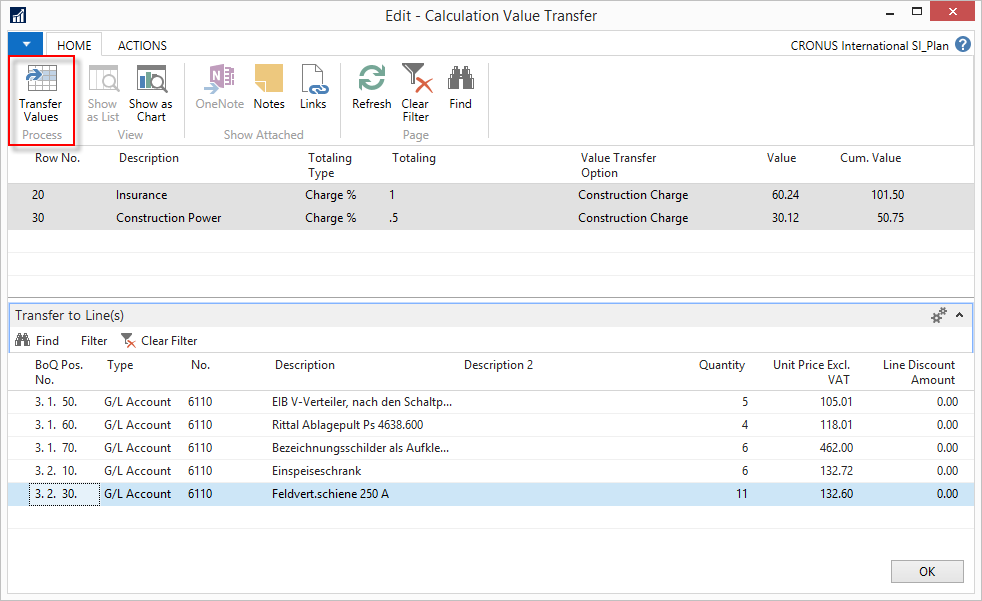 Edit - Calculation Value Transfer
HOME ACTIONS CRONUS International SI_Plan
Transfer Values
Show as List
Show as Chart
OneNote
Notes
Links
Refresh
Clear Filter
Find
Process View Show Attached Page
Row No. Description Totaling Type Totaling Value Transfer Option Value Cum. Value
20 Insurance Charge % 1 Construction Charge 60.24 101.50
30 Construction Power Charge % .5 Construction Charge 30.12 50.75
Transfer to Line(s)
Find Filter Clear Filter
BoQ Pos. No. Type No. Description Description 2 Quantity Unit Price Excl. VAT Line Discount Amount
3. 1. 50. G/L Account 6110 EIB V-Verteiler, nach den Schaltp... 5 105.01 0.00
3. 1. 60. G/L Account 6110 Rittal Ablagepult Ps 4638.600 4 118.01 0.00
3. 1. 70. G/L Account 6110 Bezeichnungsschilder als Aufkle... 6 462.00 0.00
3. 2. 10. G/L Account 6110 Einspeiseschrank 6 132.72 0.00
3. 2. 30. G/L Account 6110 Feldvert.schiene 250 A 11 132.60 0.00
OK